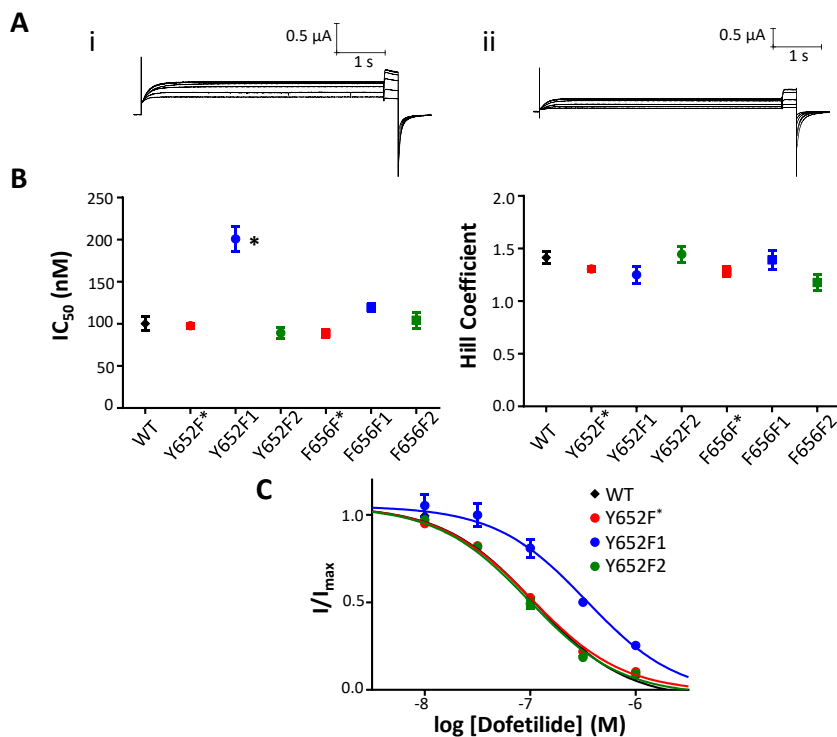 A
i
0.5 µA
1 s
ii
0.5 µA
1 s
B
IC50 (nM)
250
200
150
100
50
0
*
WT
Y652F*
Y652F1
Y652F2
F656F*
F656F1
F656F2
Hill Coefficient
2.0
1.5
1.0
0.5
0.0
WT
Y652F*
Y652F1
Y652F2
F656F*
F656F1
F656F2
C
I/Imax
1.0
0.5
0.0
-8
-7
-6
log [Dofetilide] (M)
WT
Y652F*
Y652F1
Y652F2